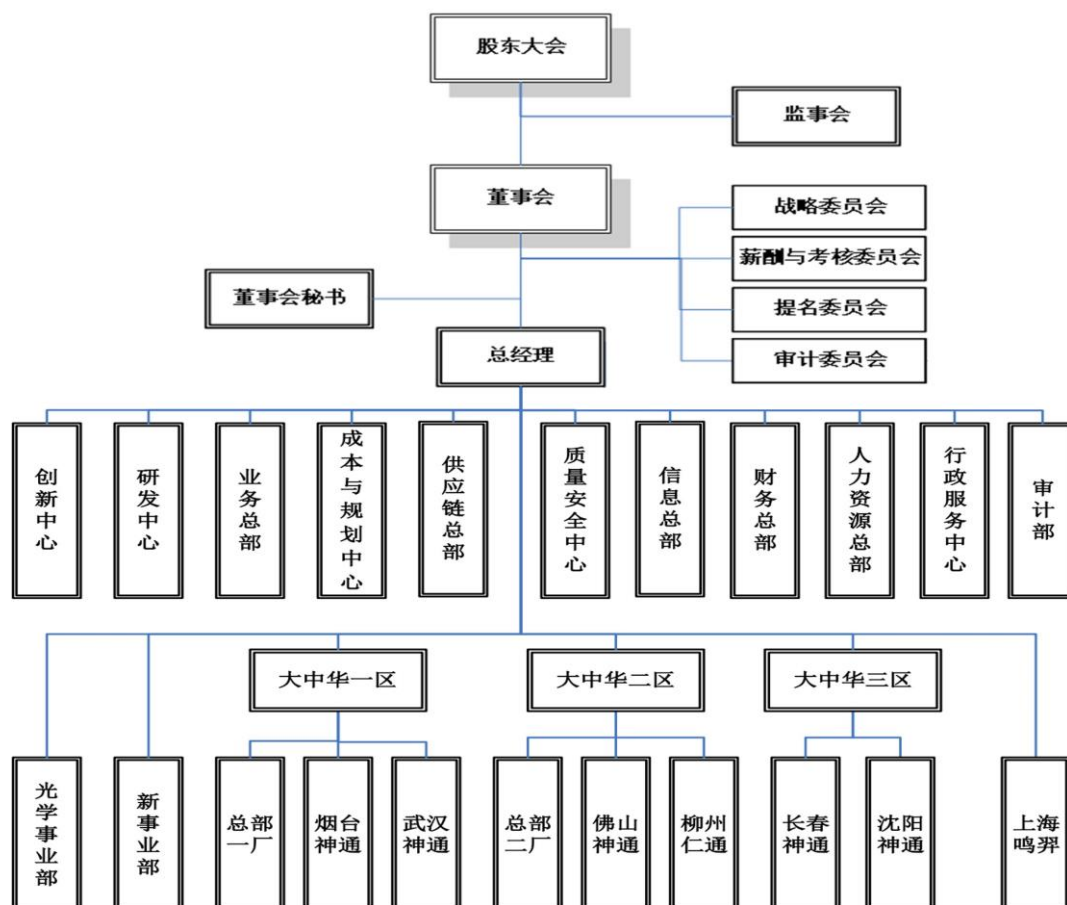 股东大会
监事会
董事会
战略委员会
薪酬与考核委员会
董事会秘书
提名委员会
总经理
审计委员会
创新中心
研发中心
业务总部
成本与规划中心
供应链总部
质量安全中心
信息总部
财务总部
人力资源总部
行政服务中心
审计部
大中华一区
大中华二区
大中华三区
光学事业部
新事业部
总部
一厂
烟台
神通
武汉
神通
总部
二厂
佛山
神通
柳州
仁通
长春
神通
沈阳
神通
上海
鸣羿